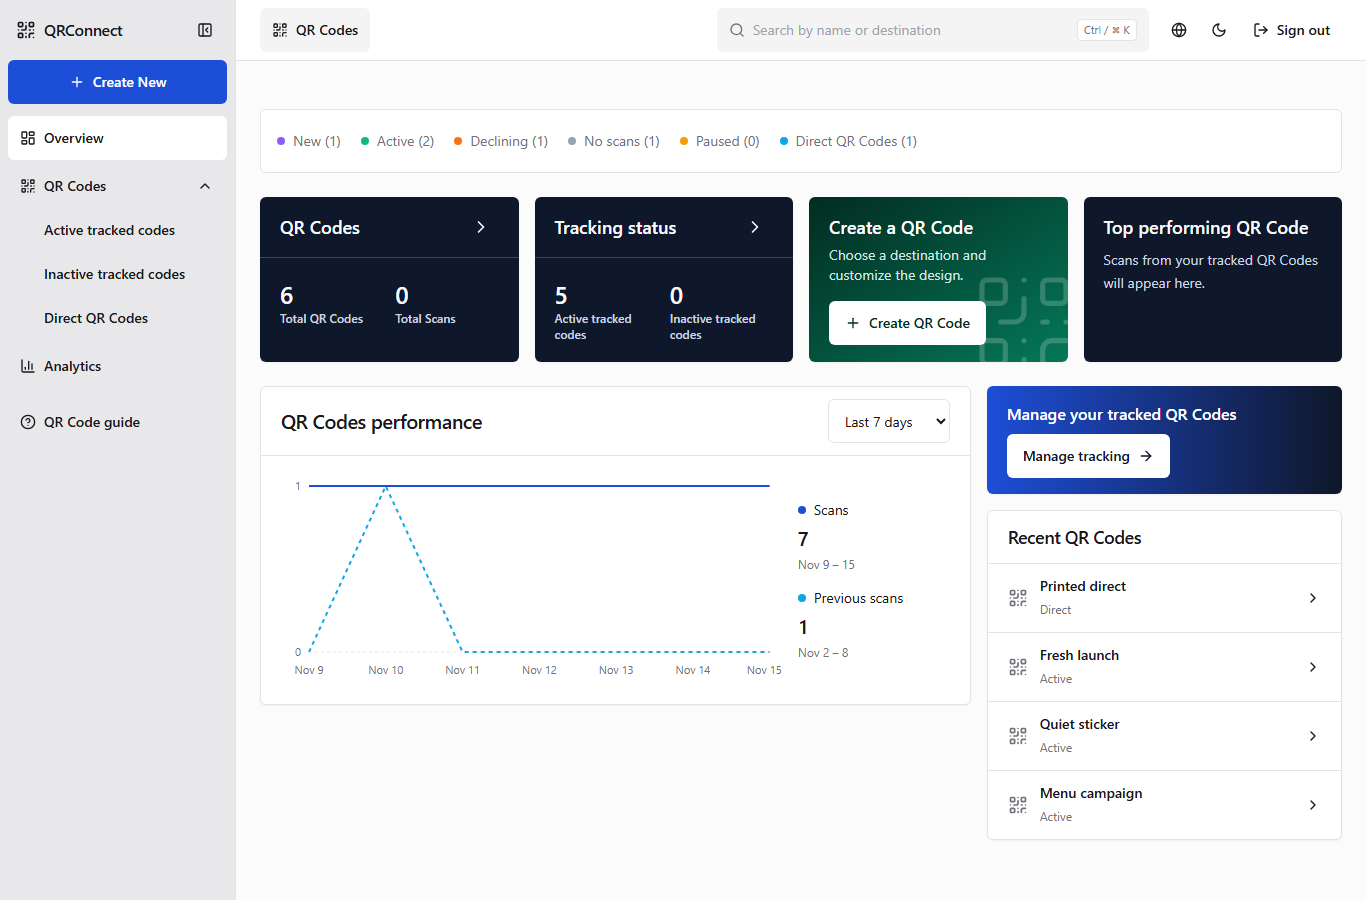 QRConnect
Create New
Overview
QR Codes
Active tracked codes
Inactive tracked codes
Direct QR Codes
Analytics
QR Code guide
QR Codes
Search by name or destination
Ctrl / ⌘ K
Sign out
New (1)
Active (2)
Declining (1)
No scans (1)
Paused (0)
Direct QR Codes (1)
QR Codes
6
Total QR Codes
0
Total Scans
Tracking status
5
Active tracked
codes
0
Inactive tracked
codes
Create a QR Code
Choose a destination and
customize the design.
Create QR Code
Top performing QR Code
Scans from your tracked QR Codes
will appear here.
QR Codes performance
Last 7 days
1
0
Nov 9
Nov 10
Nov 11
Nov 12
Nov 13
Nov 14
Nov 15
Scans
7
Nov 9 – 15
Previous scans
1
Nov 2 – 8
Manage your tracked QR Codes
Manage tracking
Recent QR Codes
Printed direct
Direct
Fresh launch
Active
Quiet sticker
Active
Menu campaign
Active